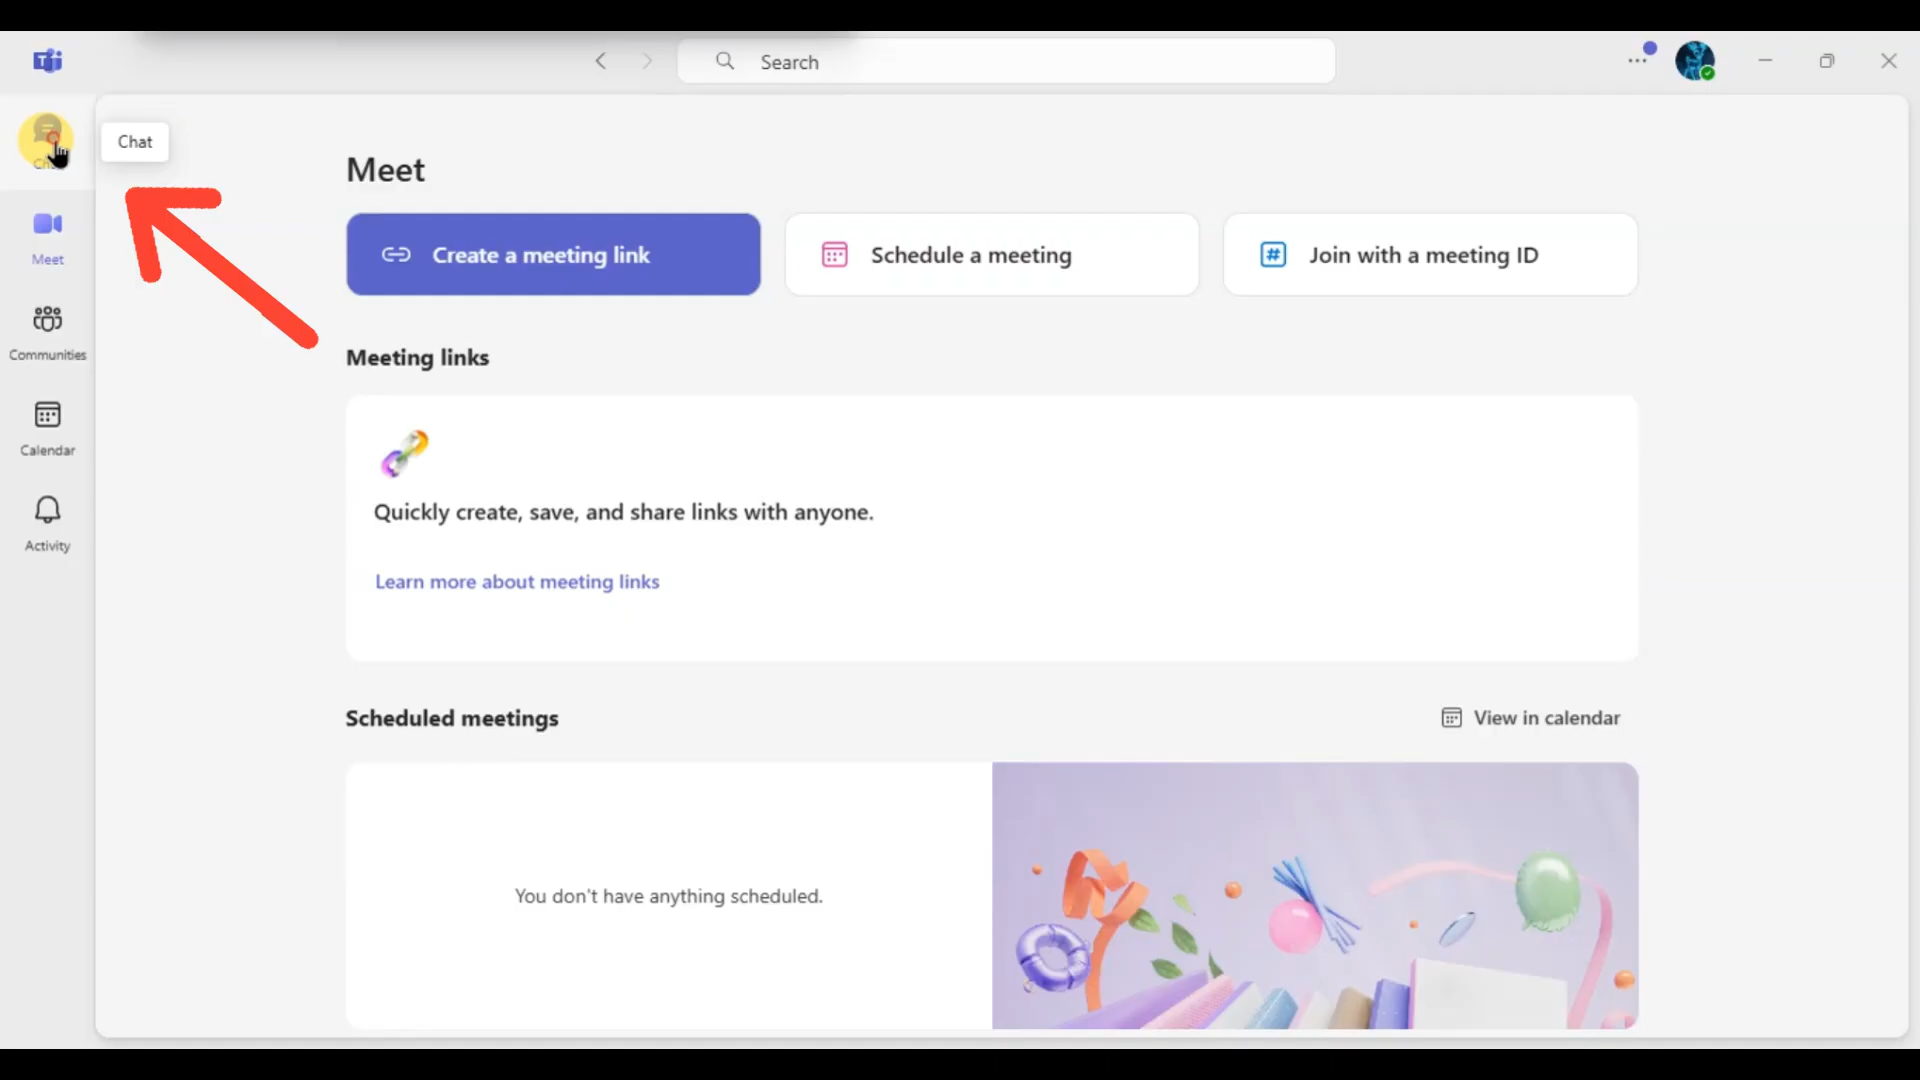 Search
Chat
Meet
Meet
Create a meeting link
Schedule a meeting
Join with a meeting ID
Communities
Meeting links
Calendar
Quickly create, save, and share links with anyone.
Activity
Learn more about meeting links
Scheduled meetings
View in calendar
You don't have anything scheduled.